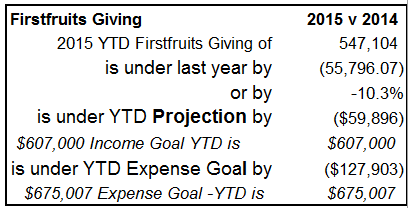 Firstfruits Giving 2015 v 2014
2015 YTD Firstfruits Giving of 547,104
is under last year by (55,796.07)
or by -10.3%
is under YTD Projection by ($59,896)
$607,000 Income Goal YTD is $607,000
is under YTD Expense Goal by ($127,903)
$675,007 Expense Goal -YTD is $675,007